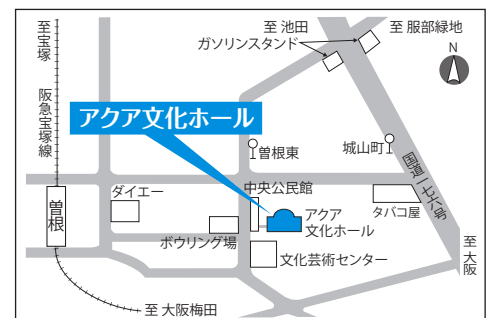 至 池田
至 服部緑地
ガソリンスタンド
N
至宝塚
阪急宝塚線
アクア文化ホール
曽根東
城山町
国道一七六号
ダイエー
中央公民館
曽根
アクア
文化ホール
タバコ屋
ボウリング場
文化芸術センター
至大阪
至 大阪梅田